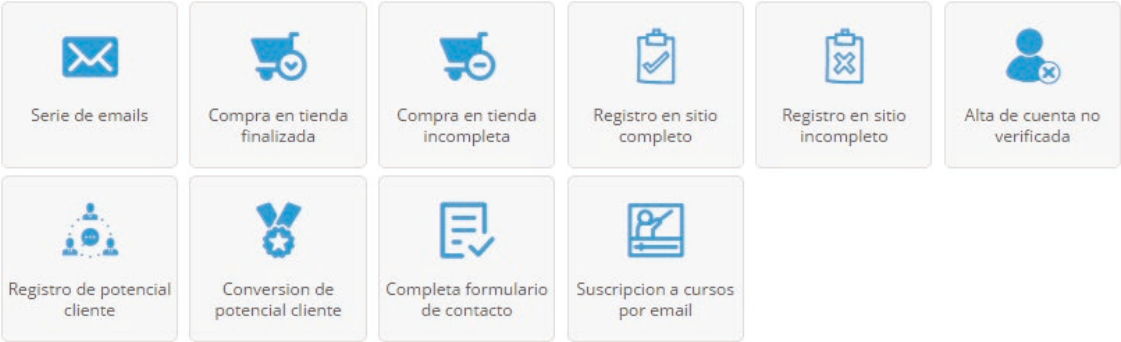 Serie de emails
Compra en tienda
finalizada
Compra en tienda
incompleta
Registro en sitio
completo
Registro en sitio
incompleto
Alta de cuenta no
verificada
Registro de potencial
cliente
Conversion de
potencial cliente
Completa formulario
de contacto
Suscripcion a cursos
por email